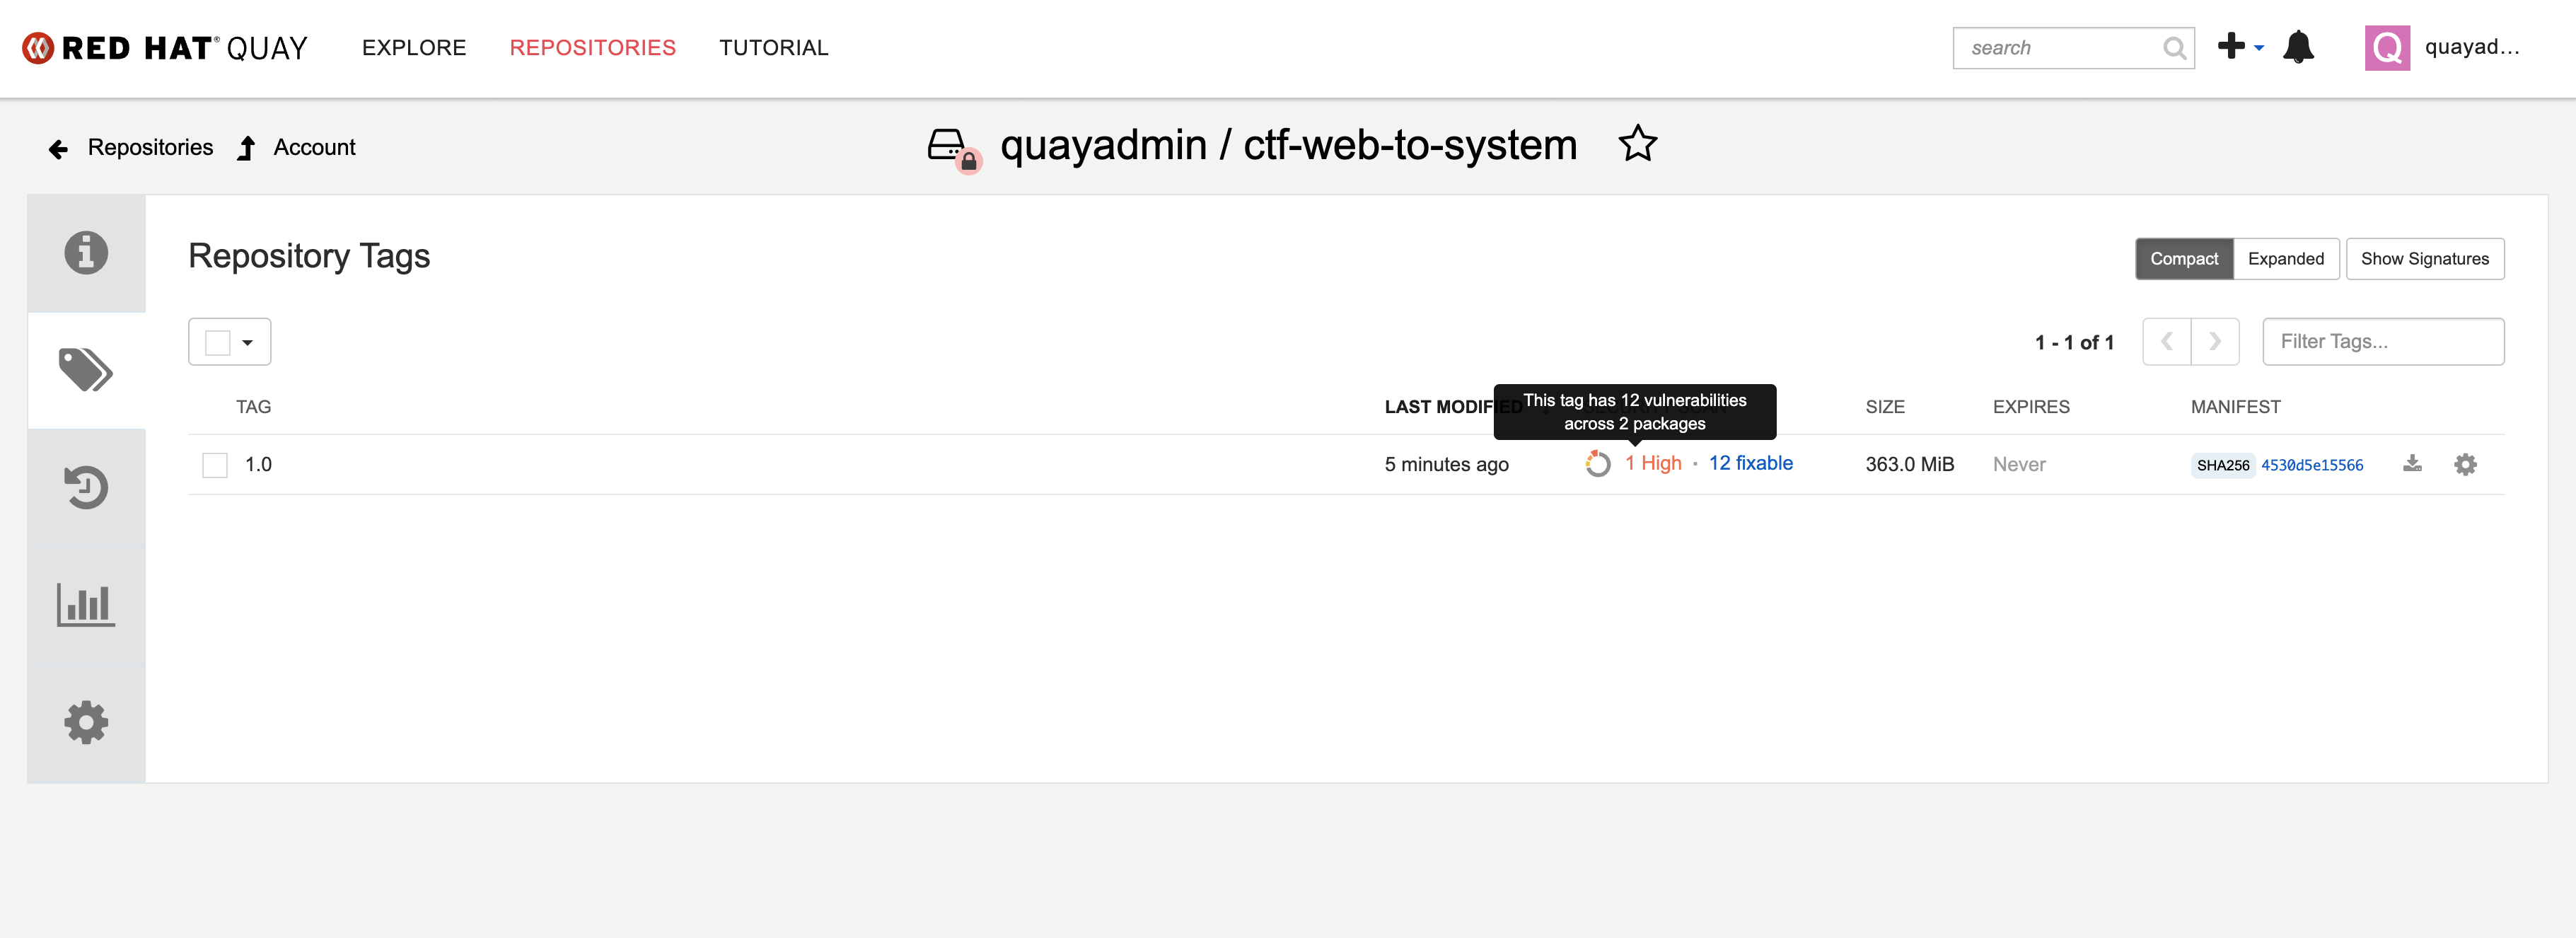 RED HAT® QUAY EXPLORE REPOSITORIES TUTORIAL search quayad...
Repositories Account quayadmin / ctf-web-to-system
Repository Tags Compact Expanded Show Signatures
1 - 1 of 1 Filter Tags...
This tag has 12 vulnerabilities
across 2 packages
TAG LAST MODIFIED SECURITY SCAN SIZE EXPIRES MANIFEST
1.0 5 minutes ago 1 High · 12 fixable 363.0 MiB Never SHA256 4530d5e15566